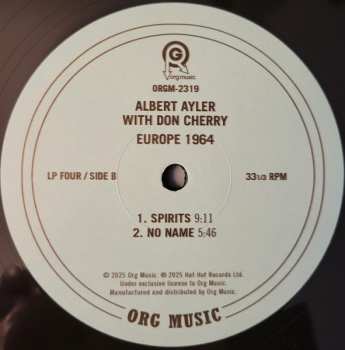 orgmusic
ORGM-2319
ALBERT AYLER
WITH DON CHERRY
EUROPE 1964
LP FOUR / SIDE B
33 1/3 RPM
1. SPIRITS 9:11
2. NO NAME 5:46
© 2025 Org Music. ℗ 2025 Hat Hut Records Ltd.
Under exclusive license to Org Music.
Manufactured and distributed by Org Music.
ORG MUSIC